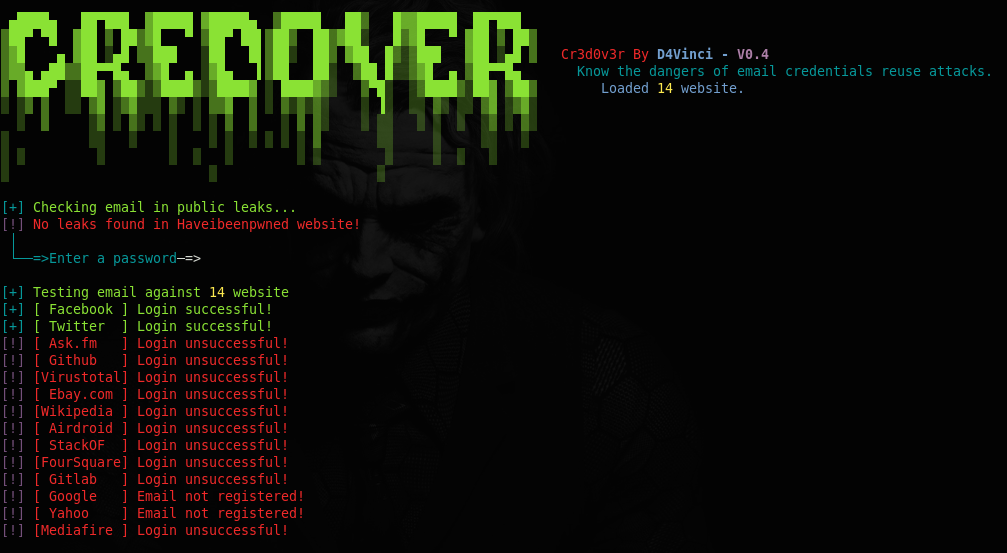 CREDOVER
Cr3d0v3r By D4Vinci - V0.4
Know the dangers of email credentials reuse attacks.
Loaded 14 website.
[+] Checking email in public leaks...
[!] No leaks found in Haveibeenpwned website!
=>Enter a password─=>
[+] Testing email against 14 website
[+] [ Facebook ] Login successful!
[+] [ Twitter  ] Login successful!
[!] [ Ask.fm   ] Login unsuccessful!
[!] [ Github   ] Login unsuccessful!
[!] [Virustotal] Login unsuccessful!
[!] [ Ebay.com ] Login unsuccessful!
[!] [Wikipedia ] Login unsuccessful!
[!] [ Airdroid ] Login unsuccessful!
[!] [ StackOF  ] Login unsuccessful!
[!] [FourSquare] Login unsuccessful!
[!] [ Gitlab   ] Login unsuccessful!
[!] [ Google   ] Email not registered!
[!] [ Yahoo    ] Email not registered!
[!] [Mediafire ] Login unsuccessful!